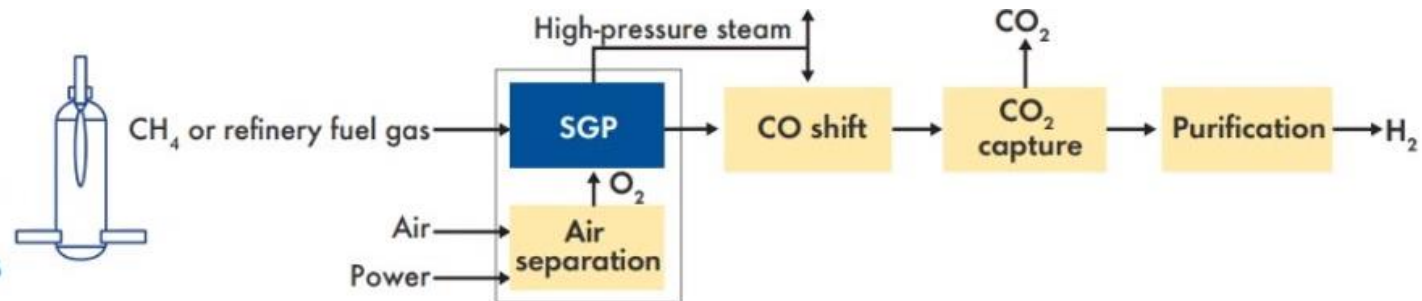 High-pressure steam
CO₂
CH₄ or refinery fuel gas
SGP
CO shift
CO₂
capture
Purification
H₂
O₂
Air
Power
Air
separation